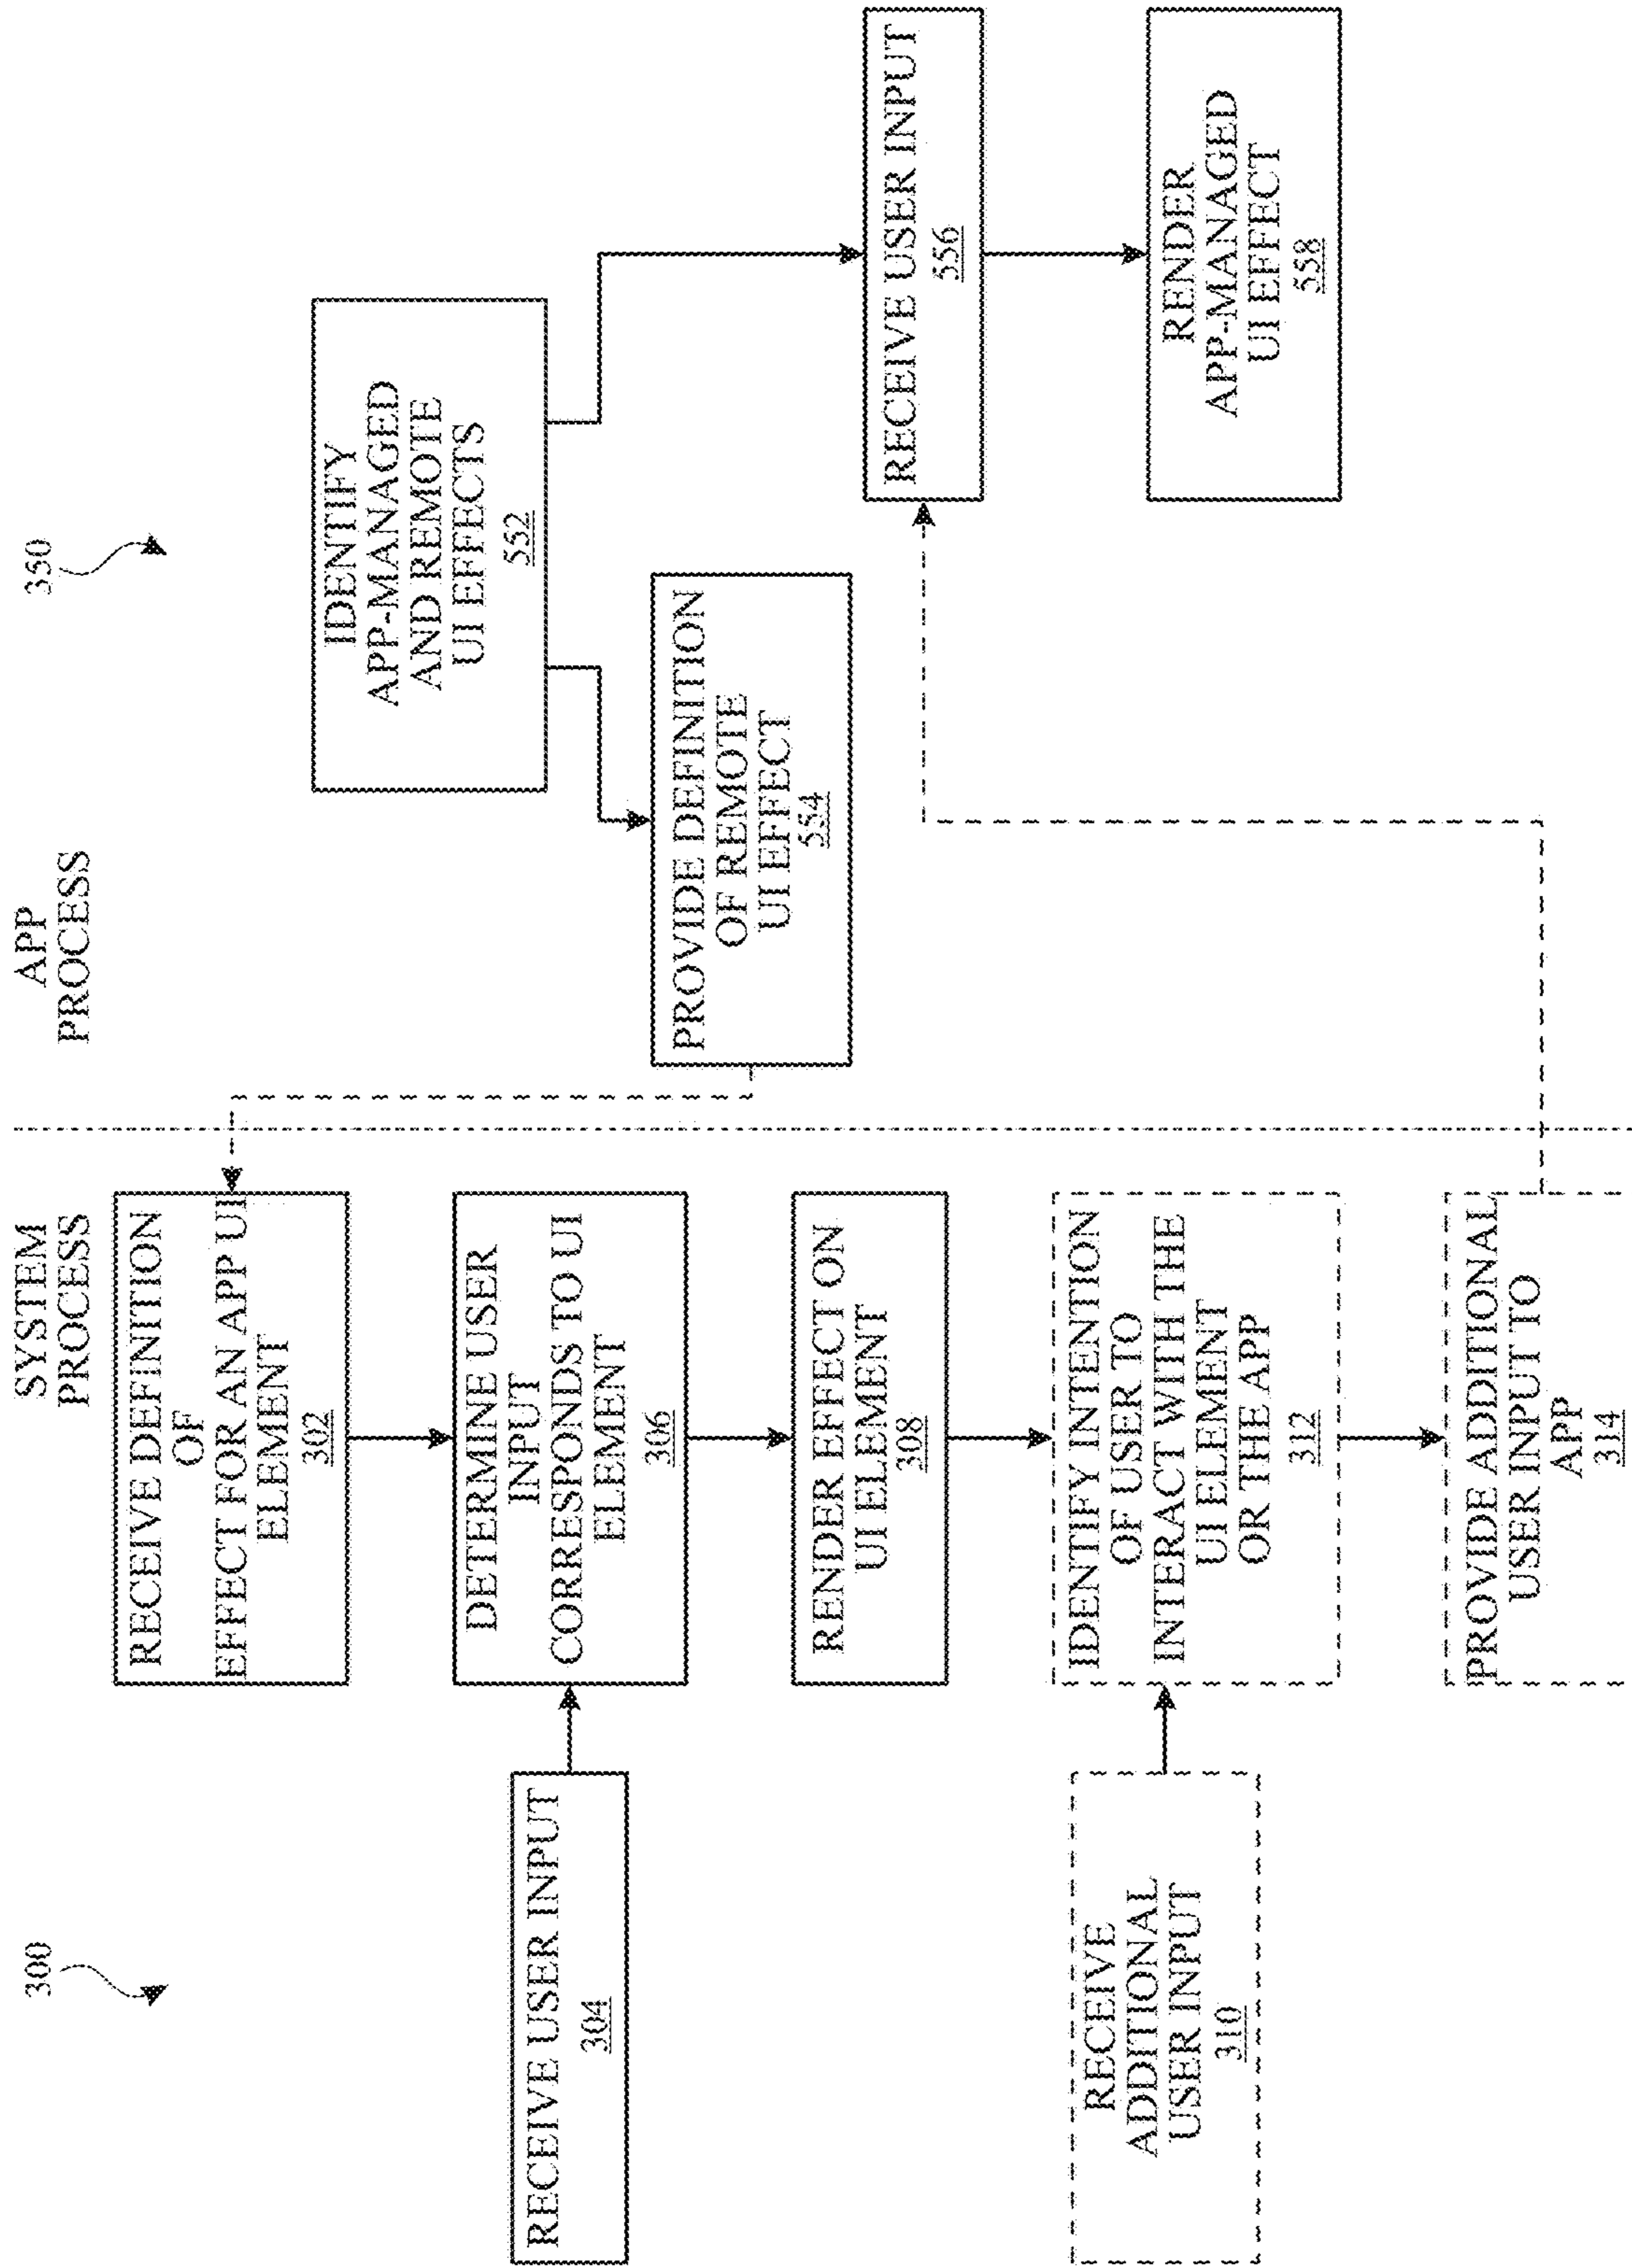 300
SYSTEM
PROCESS
APP
PROCESS
350
RECEIVE DEFINITION
OF
EFFECT FOR AN APP UI
ELEMENT
302
RECEIVE USER INPUT
304
DETERMINE USER
INPUT
CORRESPONDS TO UI
ELEMENT
306
RENDER EFFECT ON
UI ELEMENT
308
RECEIVE
ADDITIONAL
USER INPUT
310
IDENTIFY INTENTION
OF USER TO
INTERACT WITH THE
UI ELEMENT
OR THE APP
312
PROVIDE ADDITIONAL
USER INPUT TO
APP
314
IDENTIFY
APP-MANAGED
AND REMOTE
UI EFFECTS
552
PROVIDE DEFINITION
OF REMOTE
UI EFFECT
554
RECEIVE USER INPUT
556
RENDER
APP-MANAGED
UI EFFECT
558